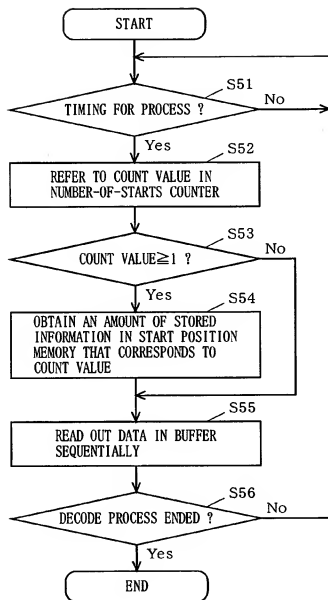 START
S51
TIMING FOR PROCESS ?
No
Yes
S52
REFER TO COUNT VALUE IN
NUMBER-OF-STARTS COUNTER
S53
COUNT VALUE≧1 ?
No
Yes
S54
OBTAIN AN AMOUNT OF STORED
INFORMATION IN START POSITION
MEMORY THAT CORRESPONDS TO
COUNT VALUE
S55
READ OUT DATA IN BUFFER
SEQUENTIALLY
S56
DECODE PROCESS ENDED ?
No
Yes
END